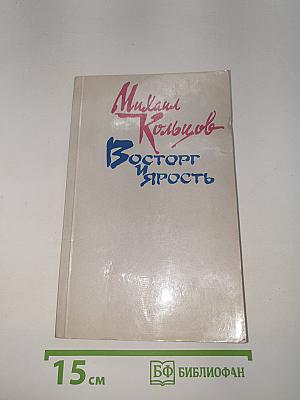 Михаил
Кольцов
Восторг
и
ярость
15 см
БФ БИБЛИОФАН